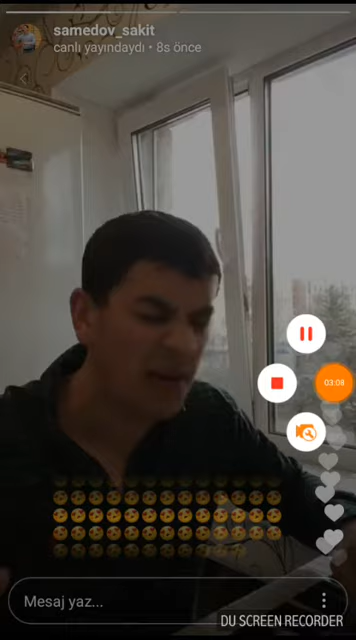 samedov_sakit
canlı yayındaydı • 8s önce
03:08
Mesaj yaz...
DU SCREEN RECORDER